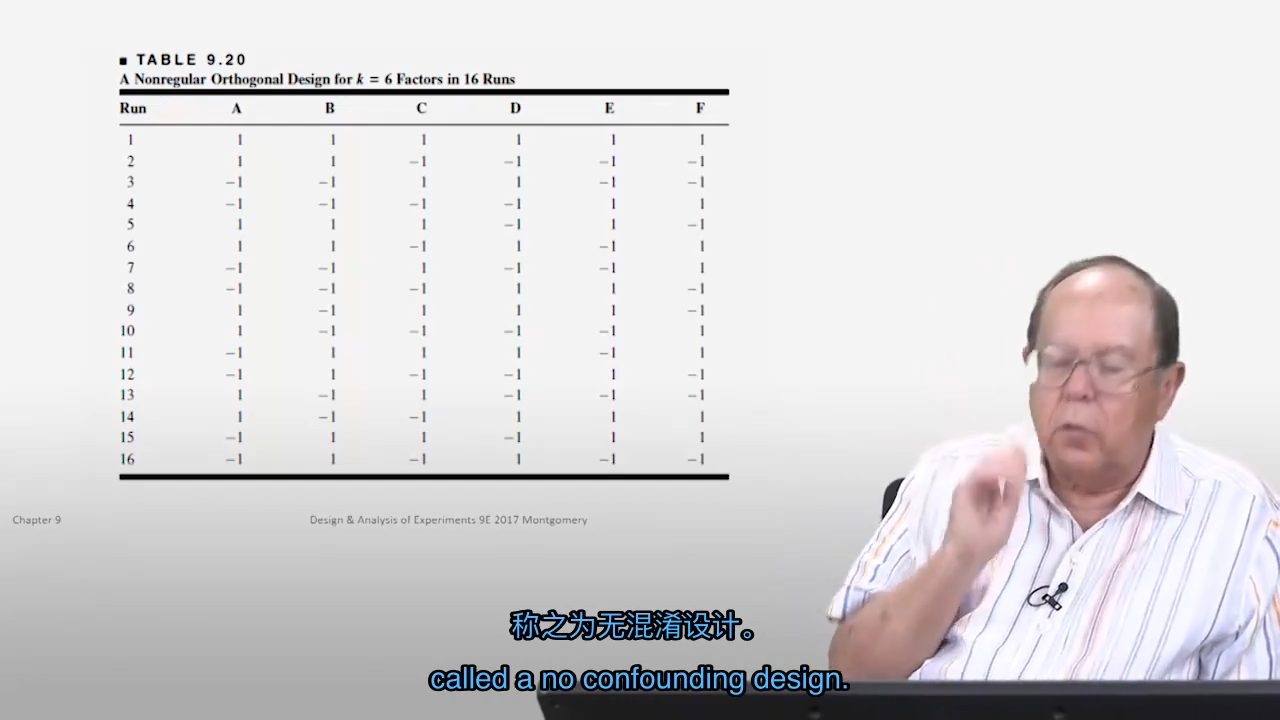 ■ TABLE 9.20
A Nonregular Orthogonal Design for k = 6 Factors in 16 Runs
Run A B C D E F
1 1 1 1 1 1 1
2 1 1 −1 −1 −1 −1
3 −1 −1 1 1 −1 −1
4 −1 −1 −1 −1 1 1
5 1 1 1 −1 1 −1
6 1 1 −1 1 −1 1
7 −1 −1 1 −1 −1 1
8 −1 −1 −1 1 1 −1
9 1 −1 1 1 1 −1
10 1 −1 −1 −1 −1 1
11 −1 1 1 1 −1 1
12 −1 1 −1 −1 1 −1
13 1 −1 1 −1 −1 −1
14 1 −1 −1 1 1 1
15 −1 1 1 −1 1 1
16 −1 1 −1 1 −1 −1
Chapter 9
Design & Analysis of Experiments 9E 2017 Montgomery
称之为无混淆设计。
called a no confounding design.